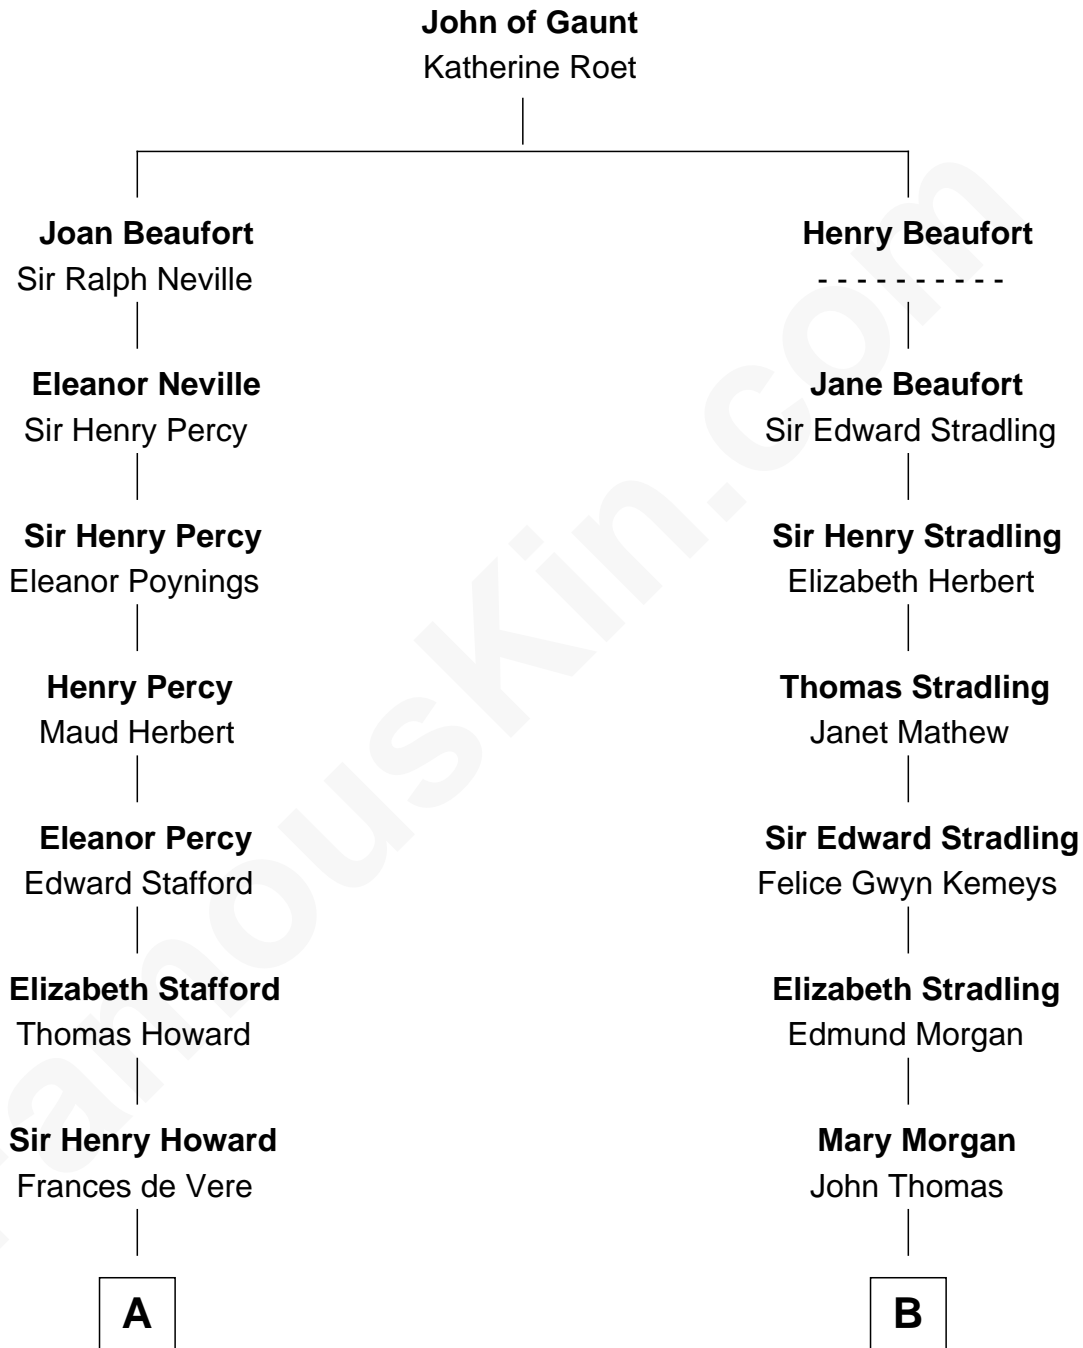 John of Gaunt
Katherine Roet
Joan Beaufort
Sir Ralph Neville
Henry Beaufort
- - - - - - - - - -
Eleanor Neville
Sir Henry Percy
Jane Beaufort
Sir Edward Stradling
Sir Henry Percy
Eleanor Poynings
Sir Henry Stradling
Elizabeth Herbert
Henry Percy
Maud Herbert
Thomas Stradling
Janet Mathew
Eleanor Percy
Edward Stafford
Sir Edward Stradling
Felice Gwyn Kemeys
Elizabeth Stafford
Thomas Howard
Elizabeth Stradling
Edmund Morgan
Sir Henry Howard
Frances de Vere
Mary Morgan
John Thomas
A
B
FamousKin.com